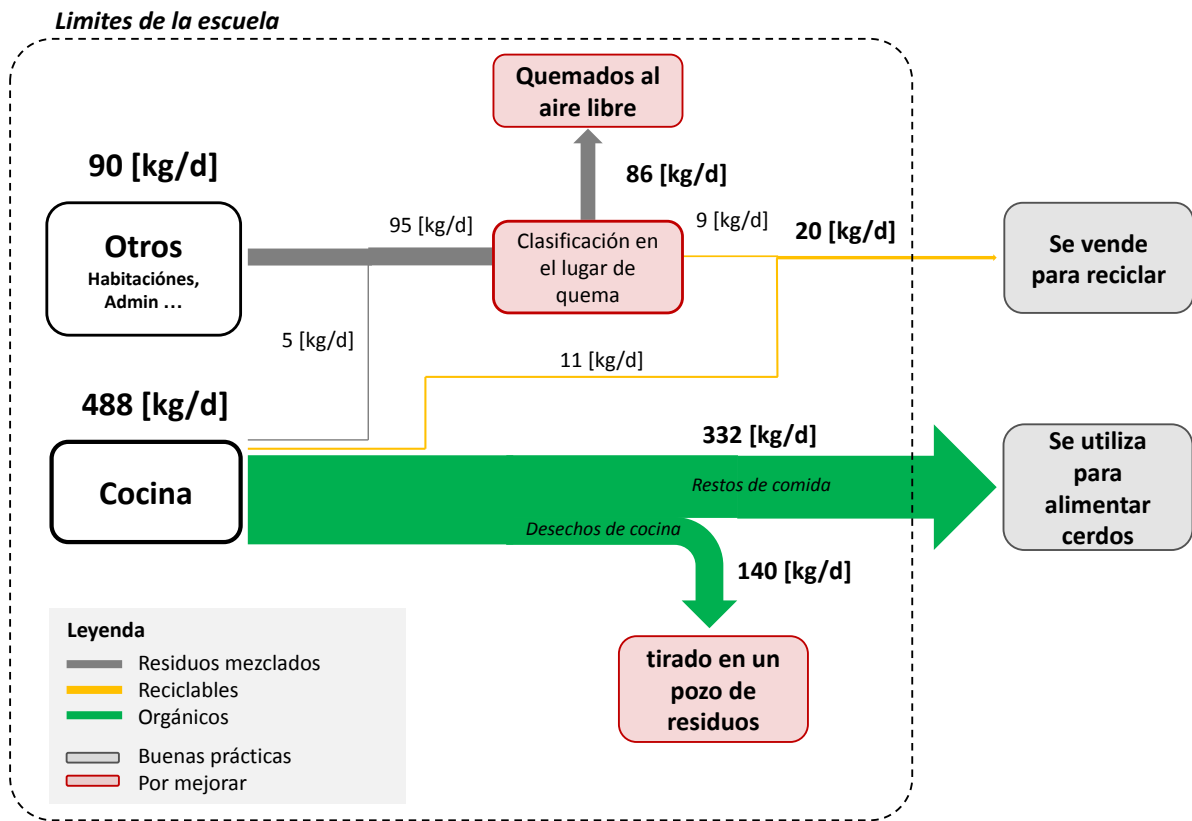 Limites de la escuela
Quemados al
aire libre
90 [kg/d]
86 [kg/d]
Otros
Habitaciónes,
Admin ...
95 [kg/d]
Clasificación en
el lugar de
quema
9 [kg/d]
20 [kg/d]
Se vende
para reciclar
5 [kg/d]
11 [kg/d]
488 [kg/d]
Cocina
332 [kg/d]
Restos de comida
Se utiliza
para
alimentar
cerdos
Desechos de cocina
140 [kg/d]
tirado en un
pozo de
residuos
Leyenda
Residuos mezclados
Reciclables
Orgánicos
Buenas prácticas
Por mejorar